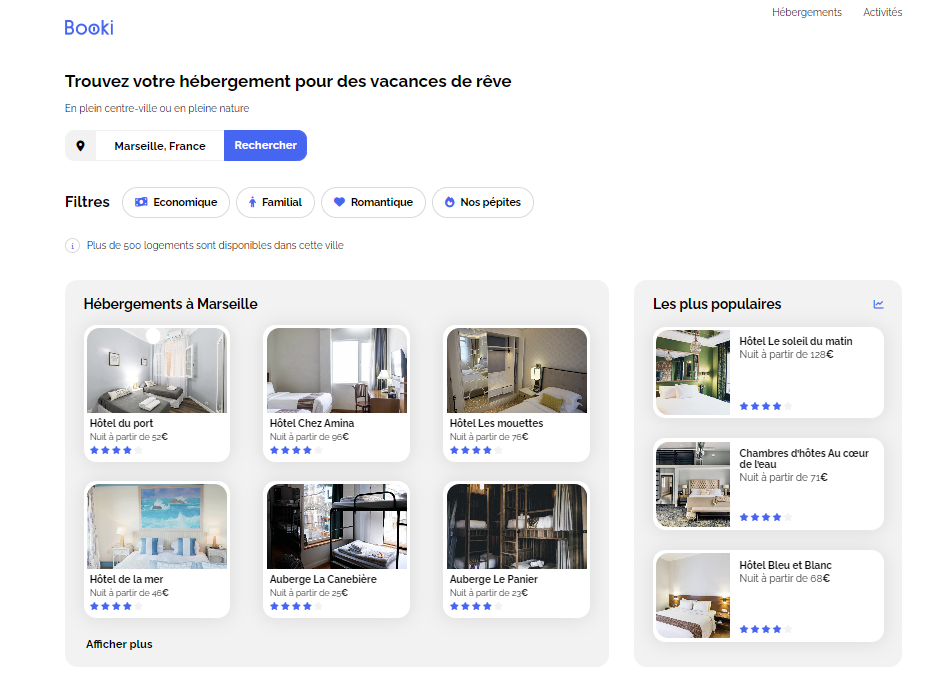 Hébergements
Activités
Booki
Trouvez votre hébergement pour des vacances de rêve
En plein centre-ville ou en pleine nature
Marseille, France
Rechercher
Filtres
Economique
Familial
Romantique
Nos pépites
i
Plus de 500 logements sont disponibles dans cette ville
Hébergements à Marseille
Hôtel du port
Nuit à partir de 52€
Hôtel Chez Amina
Nuit à partir de 96€
Hôtel Les mouettes
Nuit à partir de 76€
Hôtel de la mer
Nuit à partir de 46€
Auberge La Canebière
Nuit à partir de 25€
Auberge Le Panier
Nuit à partir de 23€
Afficher plus
Les plus populaires
Hôtel Le soleil du matin
Nuit à partir de 128€
Chambres d'hôtes Au cœur
de l'eau
Nuit à partir de 71€
Hôtel Bleu et Blanc
Nuit à partir de 68€